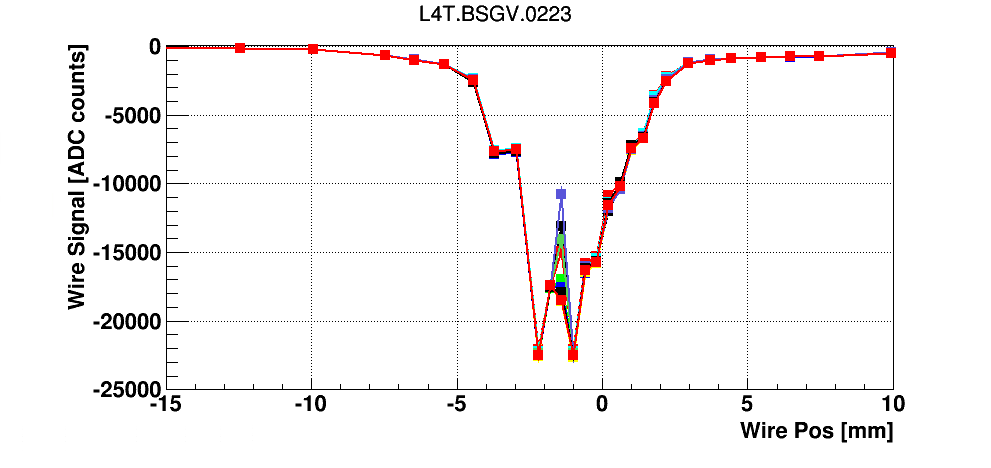 L4T.BSGV.0223
Wire Signal [ADC counts]
0
-5000
-10000
-15000
-20000
-25000
-15 -10 -5 0 5 10
Wire Pos [mm]